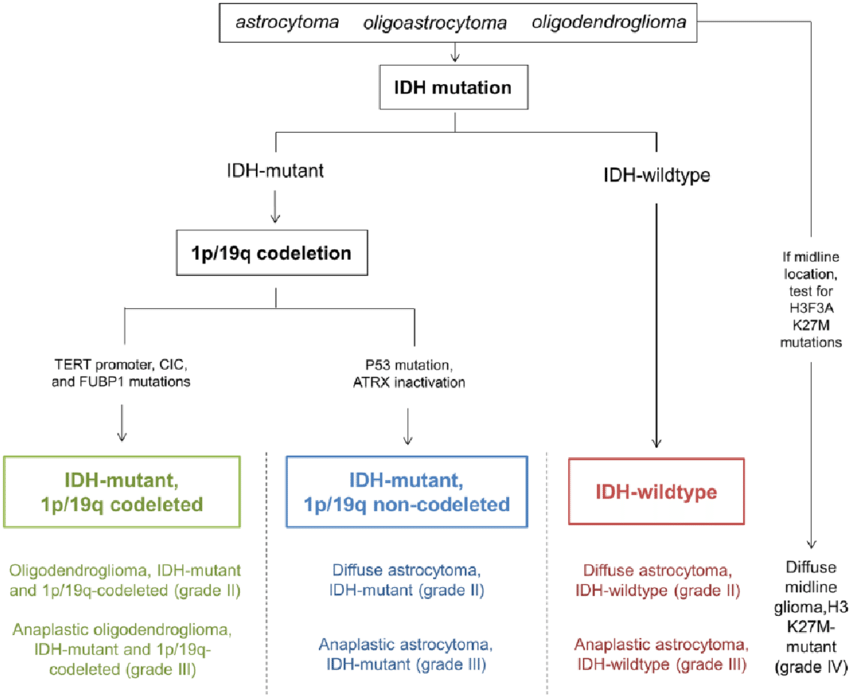 astrocytoma oligoastrocytoma oligodendroglioma
IDH mutation
IDH-mutant
IDH-wildtype
1p/19q codeletion
If midline
location,
test for
H3F3A
K27M
mutations
TERT promoter, CIC,
and FUBP1 mutations
P53 mutation,
ATRX inactivation
IDH-mutant,
1p/19q codeleted
IDH-mutant,
1p/19q non-codeleted
IDH-wildtype
Oligodendroglioma, IDH-mutant
and 1p/19q-codeleted (grade II)
Anaplastic oligodendroglioma,
IDH-mutant and 1p/19q-
codeleted (grade III)
Diffuse astrocytoma,
IDH-mutant (grade II)
Anaplastic astrocytoma,
IDH-mutant (grade III)
Diffuse astrocytoma,
IDH-wildtype (grade II)
Anaplastic astrocytoma,
IDH-wildtype (grade III)
Diffuse
midline
glioma,H3
K27M-
mutant
(grade IV)